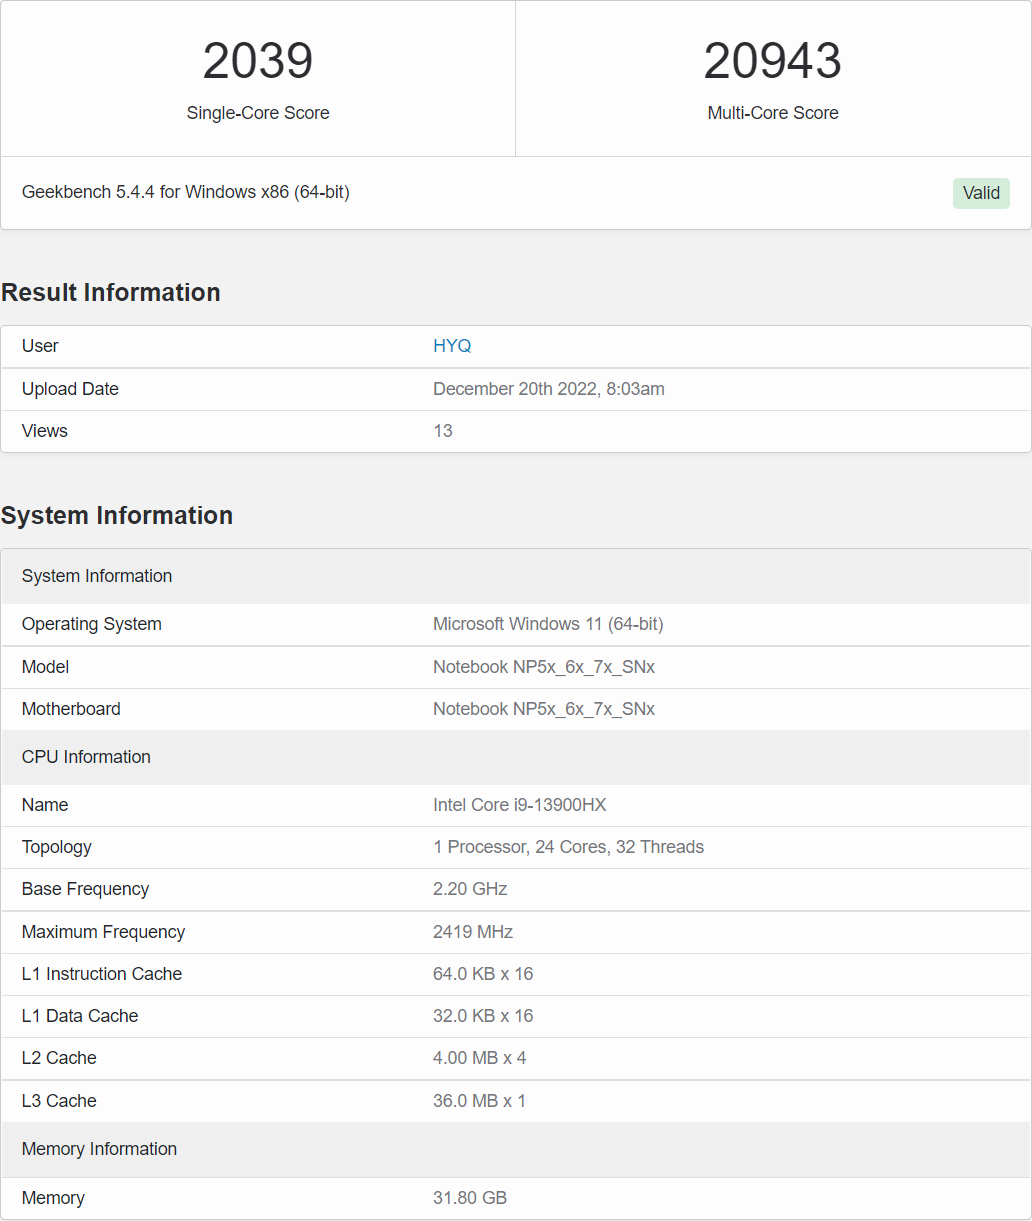 2039 20943
Single-Core Score Multi-Core Score
Geekbench 5.4.4 for Windows x86 (64-bit) Valid
Result Information
User HYQ
Upload Date December 20th 2022, 8:03am
Views 13
System Information
System Information
Operating System Microsoft Windows 11 (64-bit)
Model Notebook NP5x_6x_7x_SNx
Motherboard Notebook NP5x_6x_7x_SNx
CPU Information
Name Intel Core i9-13900HX
Topology 1 Processor, 24 Cores, 32 Threads
Base Frequency 2.20 GHz
Maximum Frequency 2419 MHz
L1 Instruction Cache 64.0 KB x 16
L1 Data Cache 32.0 KB x 16
L2 Cache 4.00 MB x 4
L3 Cache 36.0 MB x 1
Memory Information
Memory 31.80 GB